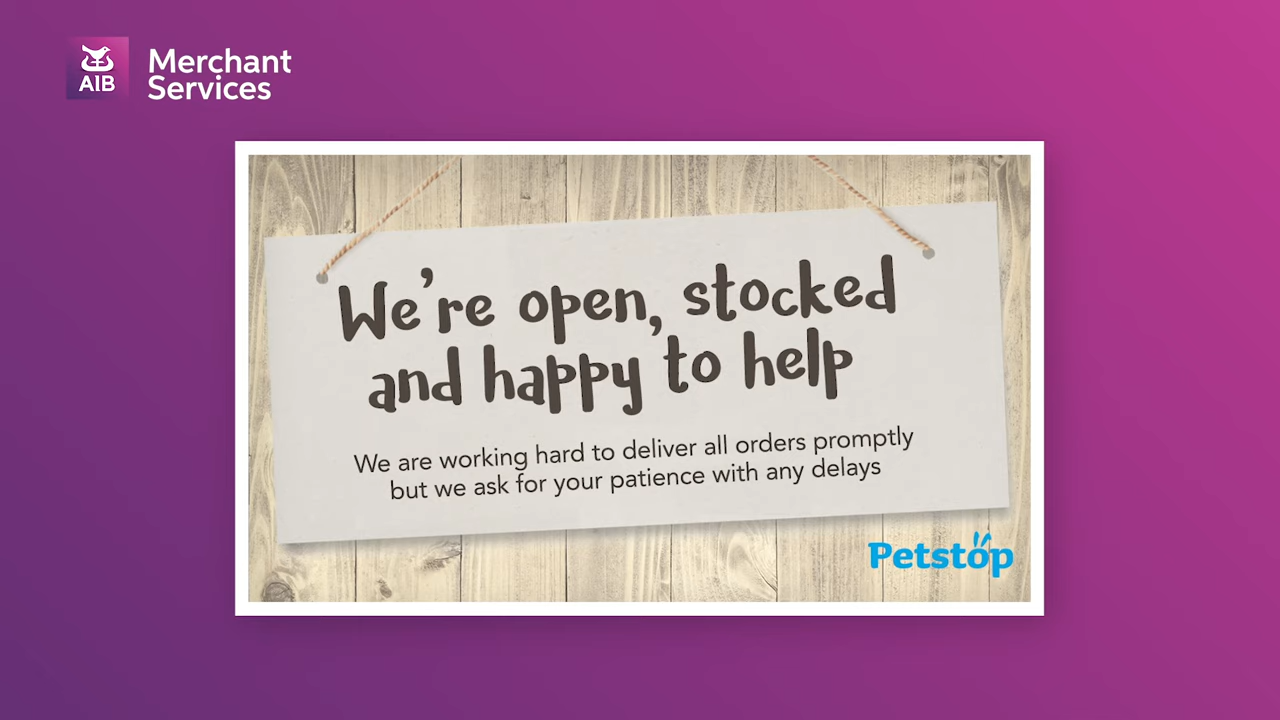 AIB
Merchant
Services
We're open, stocked
and happy to help
We are working hard to deliver all orders promptly
but we ask for your patience with any delays
Petstop